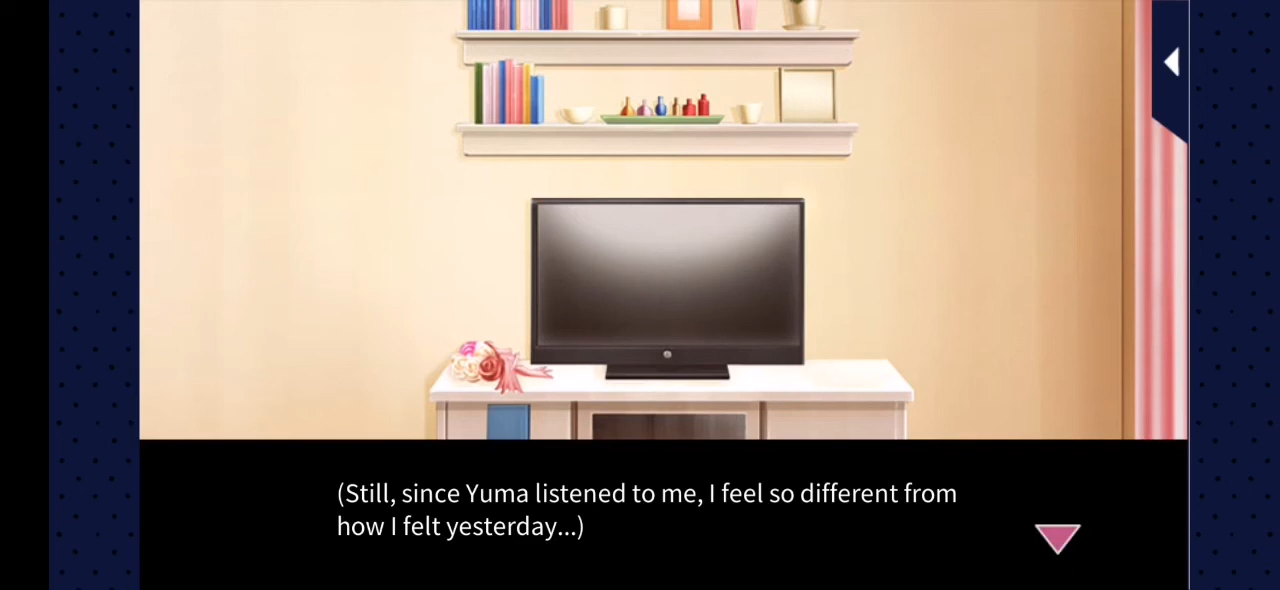 (Still, since Yuma listened to me, I feel so different from
how I felt yesterday...)